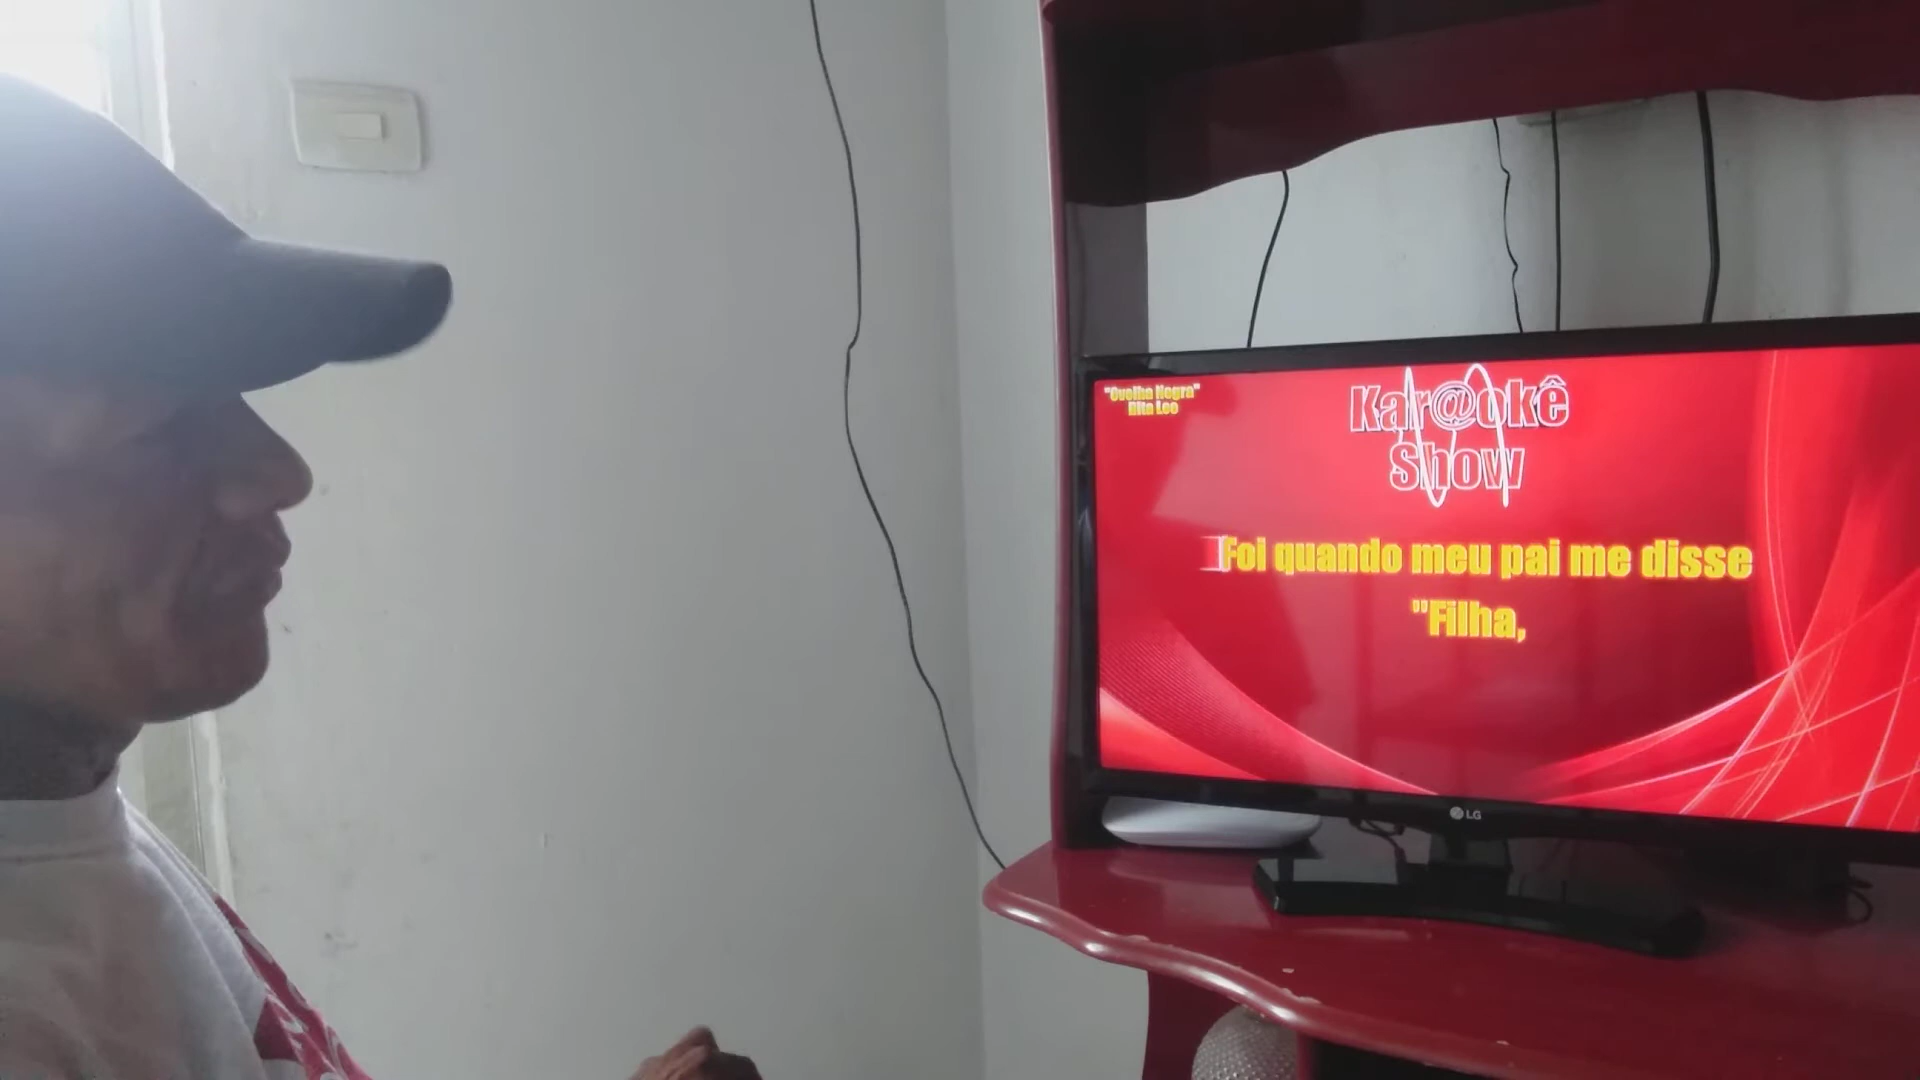 "Ovelha Negra"
Rita Lee
Kar@okê
Show
Foi quando meu pai me disse
"Filha,
LG